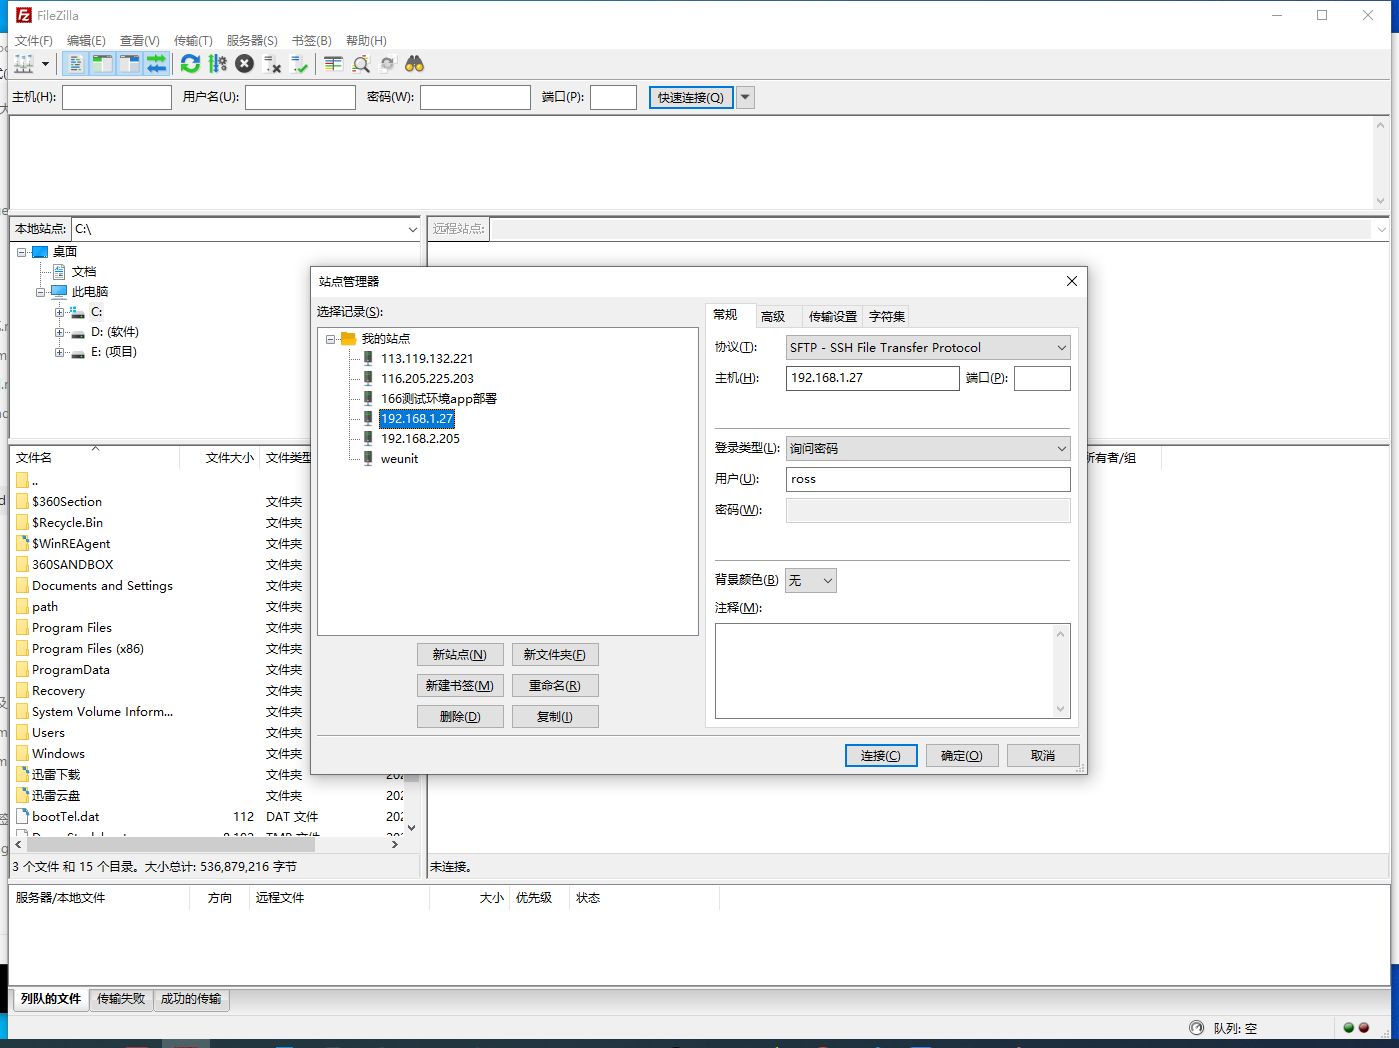 FileZilla
文件(F) 编辑(E) 查看(V) 传输(T) 服务器(S) 书签(B) 帮助(H)
主机(H): 用户名(U): 密码(W): 端口(P): 快速连接(Q)
本地站点: C:\
远程站点:
桌面
文档
此电脑
C:
D: (软件)
E: (项目)
文件名 文件大小 文件类型
..
$360Section 文件夹
$Recycle.Bin 文件夹
$WinREAgent 文件夹
360SANDBOX 文件夹
Documents and Settings 文件夹
path 文件夹
Program Files 文件夹
Program Files (x86) 文件夹
ProgramData 文件夹
Recovery 文件夹
System Volume Inform... 文件夹
Users 文件夹
Windows 文件夹
迅雷下载 文件夹 202
迅雷云盘 文件夹 202
bootTel.dat 112 DAT 文件 202
3 个文件 和 15 个目录。大小总计: 536,879,216 字节
所有者/组
未连接。
站点管理器
选择记录(S):
我的站点
113.119.132.221
116.205.225.203
166测试环境app部署
192.168.1.27
192.168.2.205
weunit
新站点(N) 新文件夹(F)
新建书签(M) 重命名(R)
删除(D) 复制(I)
常规 高级 传输设置 字符集
协议(T): SFTP - SSH File Transfer Protocol
主机(H): 192.168.1.27 端口(P):
登录类型(L): 询问密码
用户(U): ross
密码(W):
背景颜色(B) 无
注释(M):
连接(C) 确定(O) 取消
服务器/本地文件 方向 远程文件 大小 优先级 状态
列队的文件 传输失败 成功的传输
队列: 空